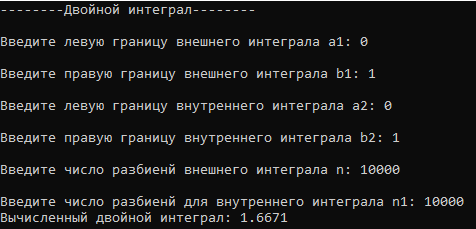 --------Двойной интеграл--------
Введите левую границу внешнего интеграла a1: 0
Введите правую границу внешнего интеграла b1: 1
Введите левую границу внутреннего интеграла a2: 0
Введите правую границу внутреннего интеграла b2: 1
Введите число разбиенй внешнего интеграла n: 10000
Введите число разбиенй для внутреннего интеграла n1: 10000
Вычисленный двойной интеграл: 1.6671